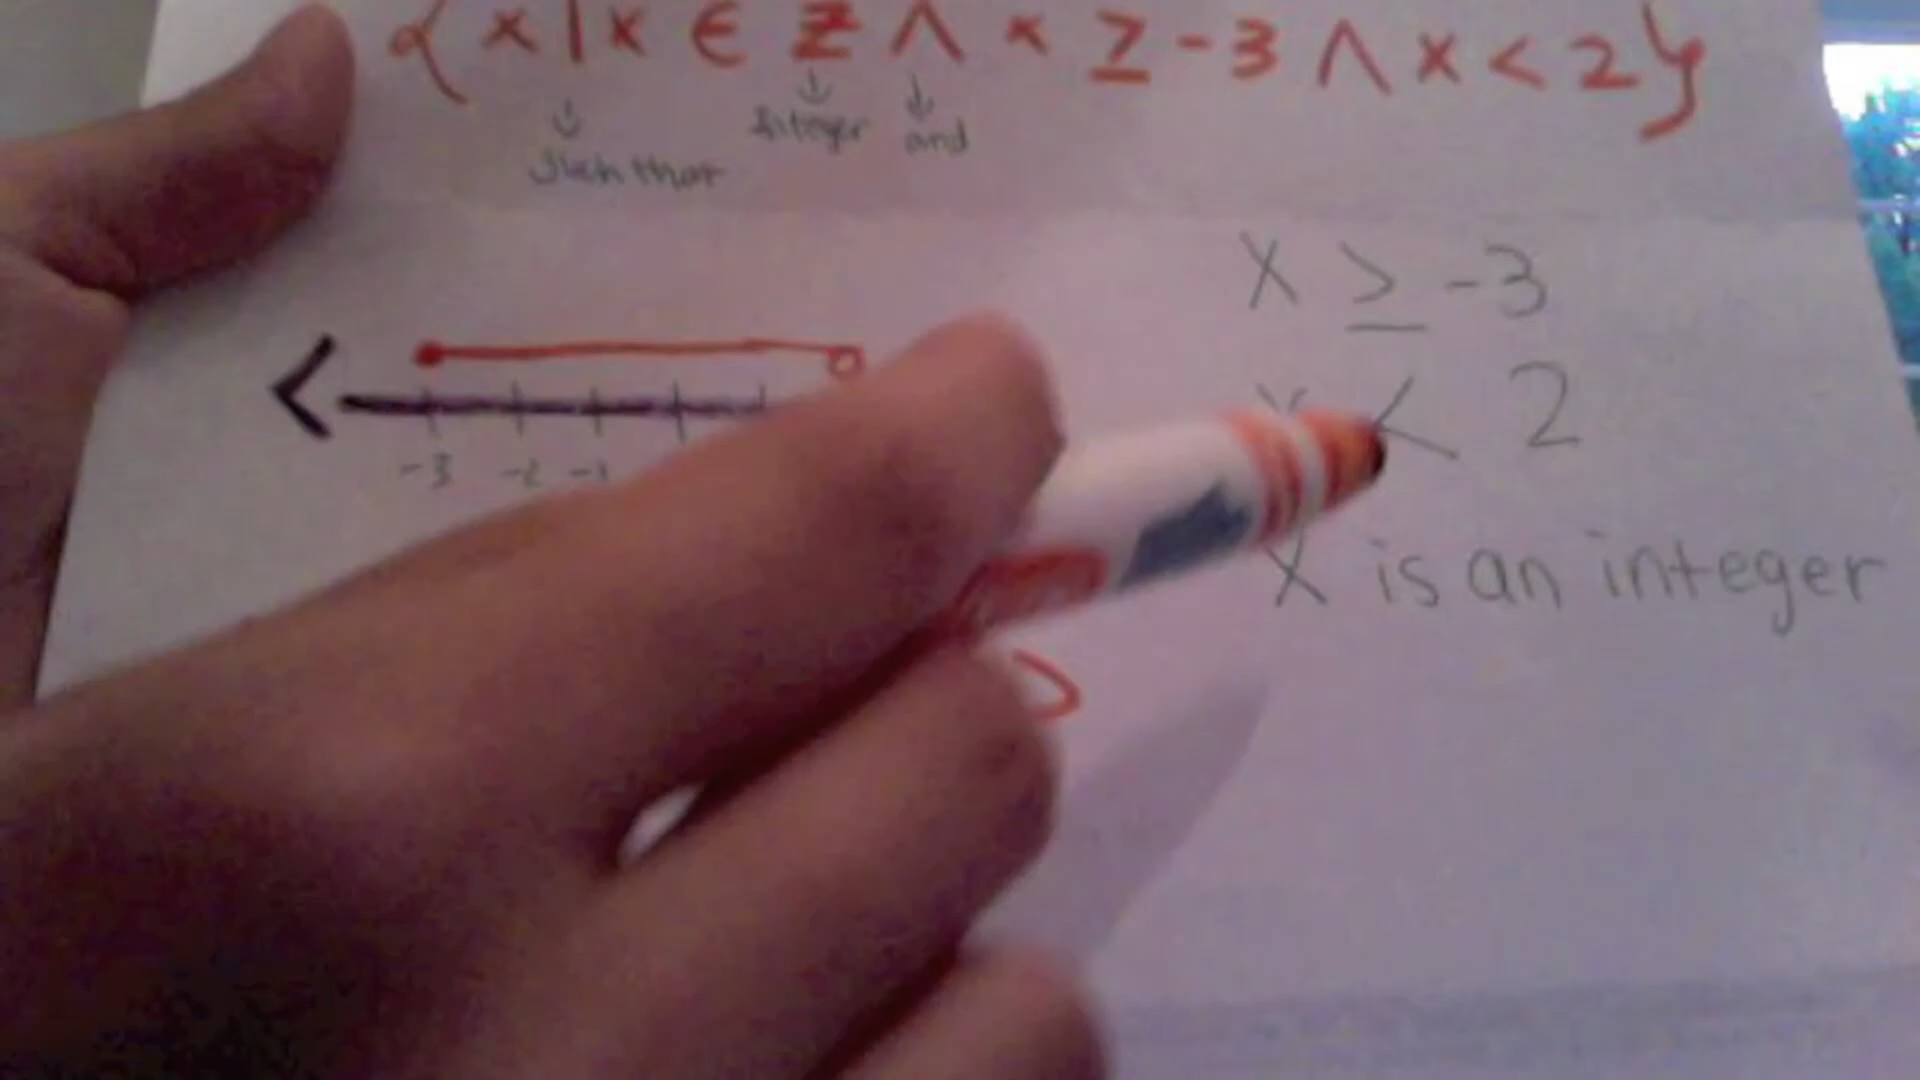 {x|x ∈ Z ∧ x ≥ -3 ∧ x < 2}
Integer and
Such that
x ≥ -3
x < 2
-3 -2 -1
x is an integer